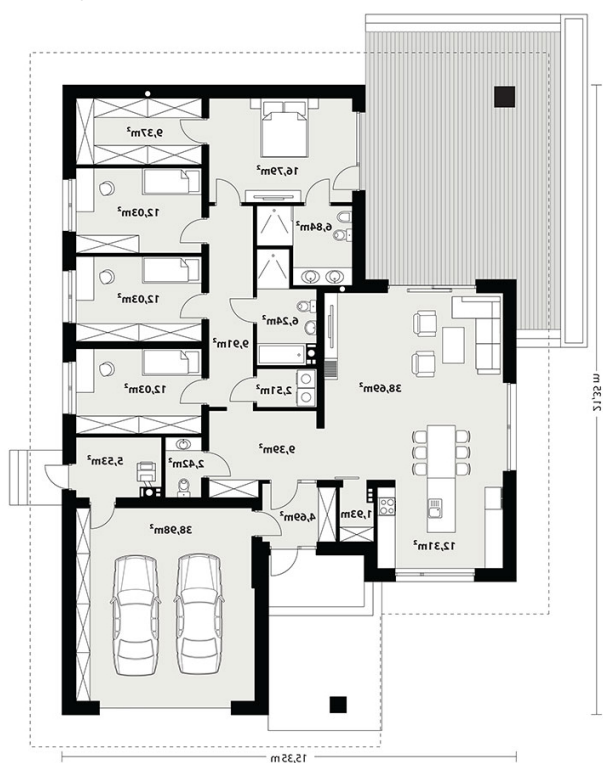 9,37m²
16,79m²
12,03m²
6,84m²
12,03m²
6,24m²
9,91m²
12,03m²
2,51m²
38,69m²
21,35 m
9,39m²
5,53m²
2,42m²
4,69m²
1,93m²
38,98m²
12,31m²
15,35m